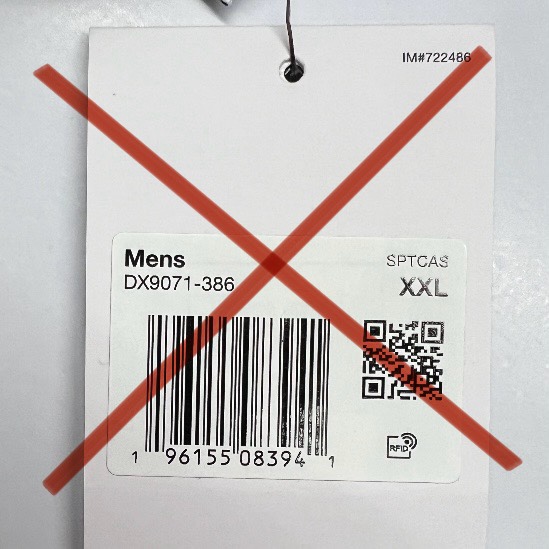 IM#722486
Mens
SPTCAS
DX9071-386
XXL
RFID
1 96155 08394 1